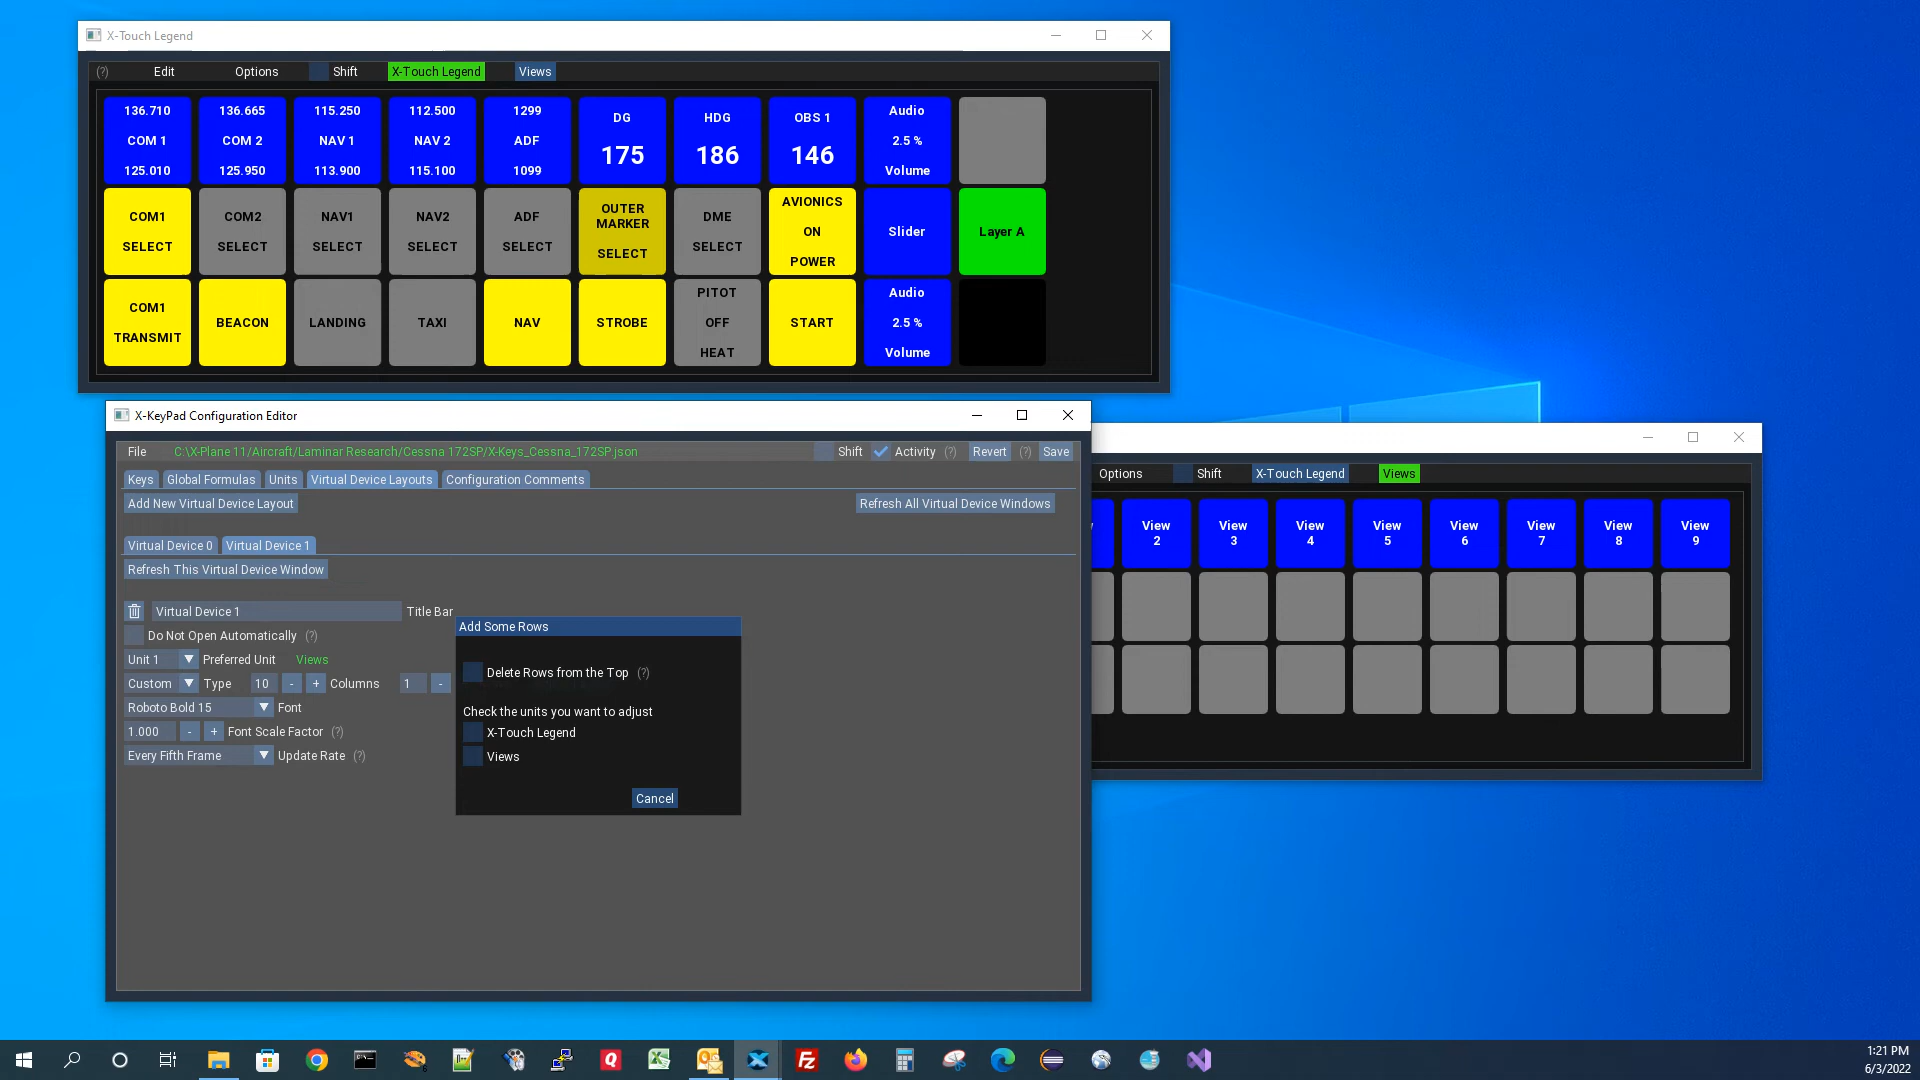 X-Touch Legend
(?) Edit Options Shift X-Touch Legend Views
136.710 136.665 115.250 112.500 1299 DG HDG OBS 1 Audio
COM 1 COM 2 NAV 1 NAV 2 ADF 175 186 146 2.5 %
125.010 125.950 113.900 115.100 1099 Volume
COM1 COM2 NAV1 NAV2 ADF OUTER DME AVIONICS Slider Layer A
MARKER ON
SELECT SELECT SELECT SELECT SELECT SELECT SELECT POWER
COM1 BEACON LANDING TAXI NAV STROBE PITOT START Audio
OFF 2.5 %
TRANSMIT HEAT Volume
X-KeyPad Configuration Editor
File C:\X-Plane 11/Aircraft/Laminar Research/Cessna 172SP/X-Keys_Cessna_172SP.json Shift Activity (?) Revert (?) Save
Keys Global Formulas Units Virtual Device Layouts Configuration Comments
Add New Virtual Device Layout Refresh All Virtual Device Windows
Virtual Device 0 Virtual Device 1
Refresh This Virtual Device Window
Virtual Device 1 Title Bar
Do Not Open Automatically (?)
Unit 1 Preferred Unit Views
Custom Type 10 - + Columns 1 -
Roboto Bold 15 Font
1.000 - + Font Scale Factor (?)
Every Fifth Frame Update Rate (?)
Add Some Rows
Delete Rows from the Top (?)
Check the units you want to adjust
X-Touch Legend
Views
Cancel
Options Shift X-Touch Legend Views
View View View View View View View View
2 3 4 5 6 7 8 9
1:21 PM
6/3/2022